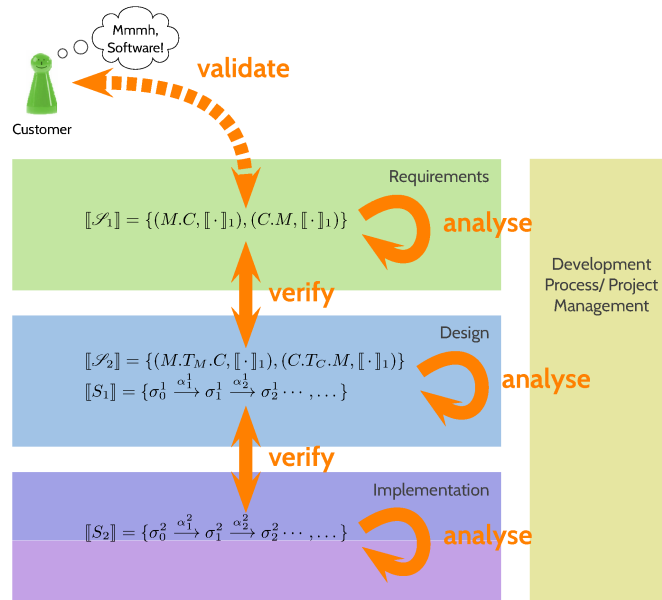 Mmmh,
Software!
validate
Customer
Requirements
⟦𝒮₁⟧ = {(M.C, ⟦·⟧₁), (C.M, ⟦·⟧₁)}
analyse
Development
Process/ Project
Management
verify
Design
⟦𝒮₂⟧ = {(M.T_M.C, ⟦·⟧₁), (C.T_C.M, ⟦·⟧₁)}
⟦S₁⟧ = {σ₀¹ —α₁¹→ σ₁¹ —α₂¹→ σ₂¹ ···, ...}
analyse
verify
Implementation
⟦S₂⟧ = {σ₀² —α₁²→ σ₁² —α₂²→ σ₂² ···, ...}
analyse